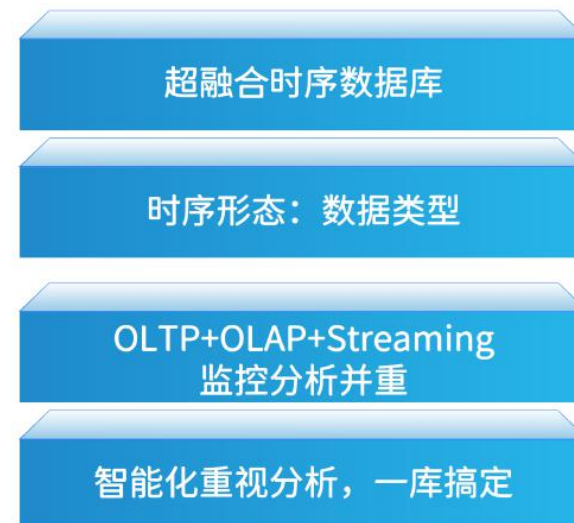 超融合时序数据库
时序形态：数据类型
OLTP+OLAP+Streaming
监控分析并重
智能化重视分析，一库搞定